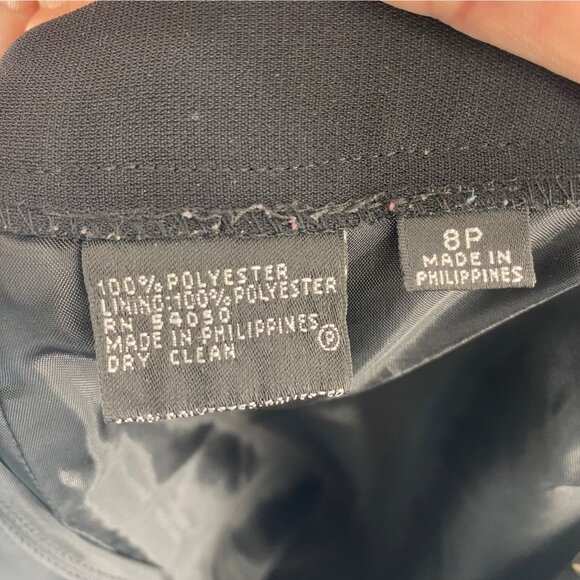 100% POLYESTER
LINING:100% POLYESTER
RN 54050
MADE IN PHILIPPINES
DRY CLEAN
P
8P
MADE IN
PHILIPPINES